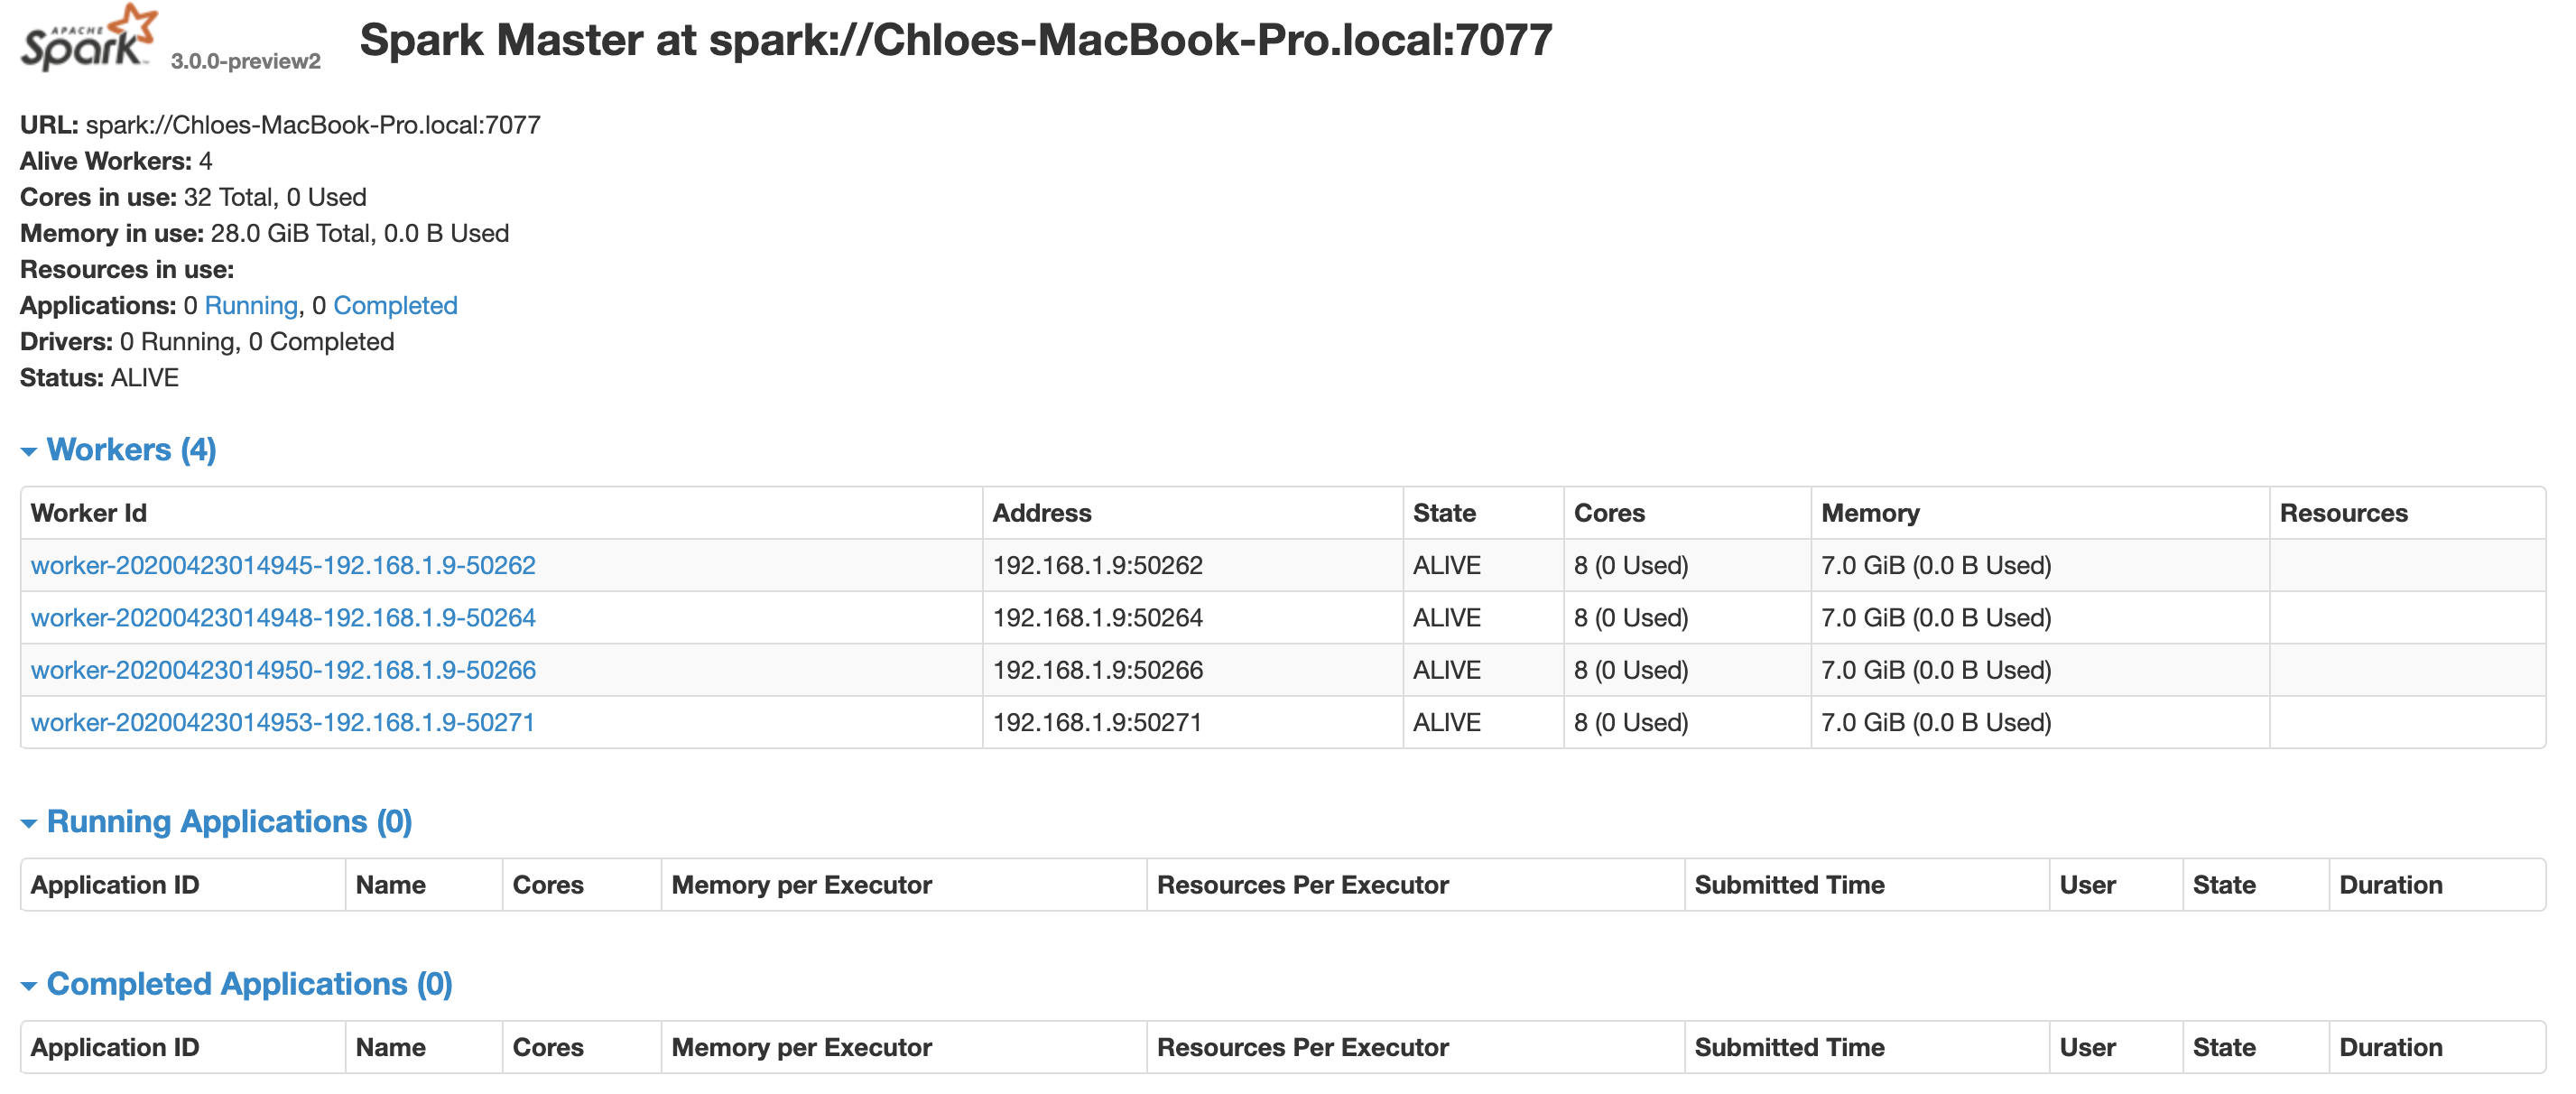 APACHE Spark™ 3.0.0-preview2 Spark Master at spark://Chloes-MacBook-Pro.local:7077
URL: spark://Chloes-MacBook-Pro.local:7077
Alive Workers: 4
Cores in use: 32 Total, 0 Used
Memory in use: 28.0 GiB Total, 0.0 B Used
Resources in use:
Applications: 0 Running, 0 Completed
Drivers: 0 Running, 0 Completed
Status: ALIVE
Workers (4)
Worker Id Address State Cores Memory Resources
worker-20200423014945-192.168.1.9-50262 192.168.1.9:50262 ALIVE 8 (0 Used) 7.0 GiB (0.0 B Used)
worker-20200423014948-192.168.1.9-50264 192.168.1.9:50264 ALIVE 8 (0 Used) 7.0 GiB (0.0 B Used)
worker-20200423014950-192.168.1.9-50266 192.168.1.9:50266 ALIVE 8 (0 Used) 7.0 GiB (0.0 B Used)
worker-20200423014953-192.168.1.9-50271 192.168.1.9:50271 ALIVE 8 (0 Used) 7.0 GiB (0.0 B Used)
Running Applications (0)
Application ID Name Cores Memory per Executor Resources Per Executor Submitted Time User State Duration
Completed Applications (0)
Application ID Name Cores Memory per Executor Resources Per Executor Submitted Time User State Duration